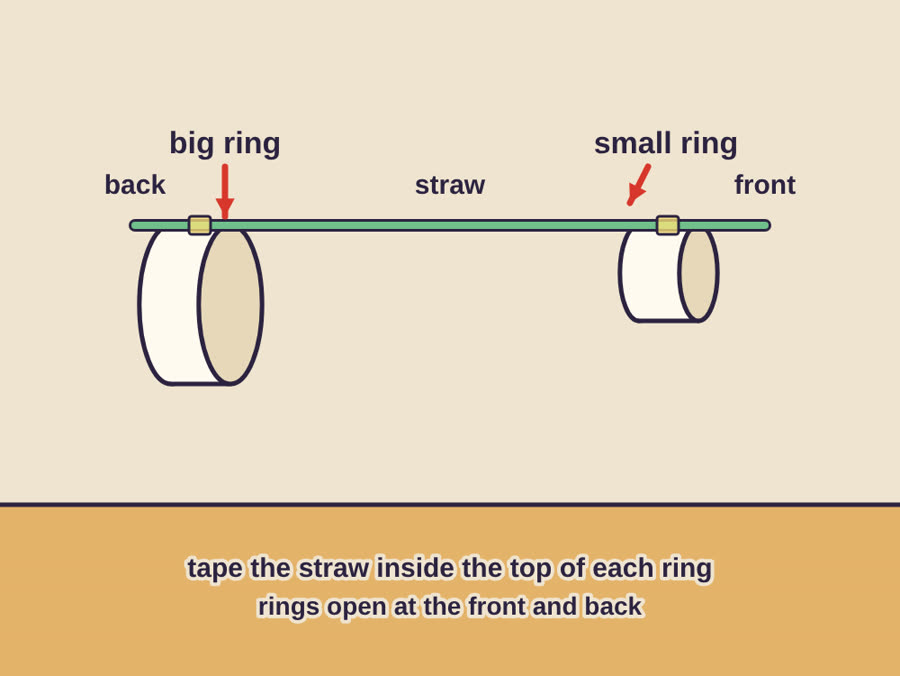 big ring
small ring
back
straw
front
tape the straw inside the top of each ring
rings open at the front and back